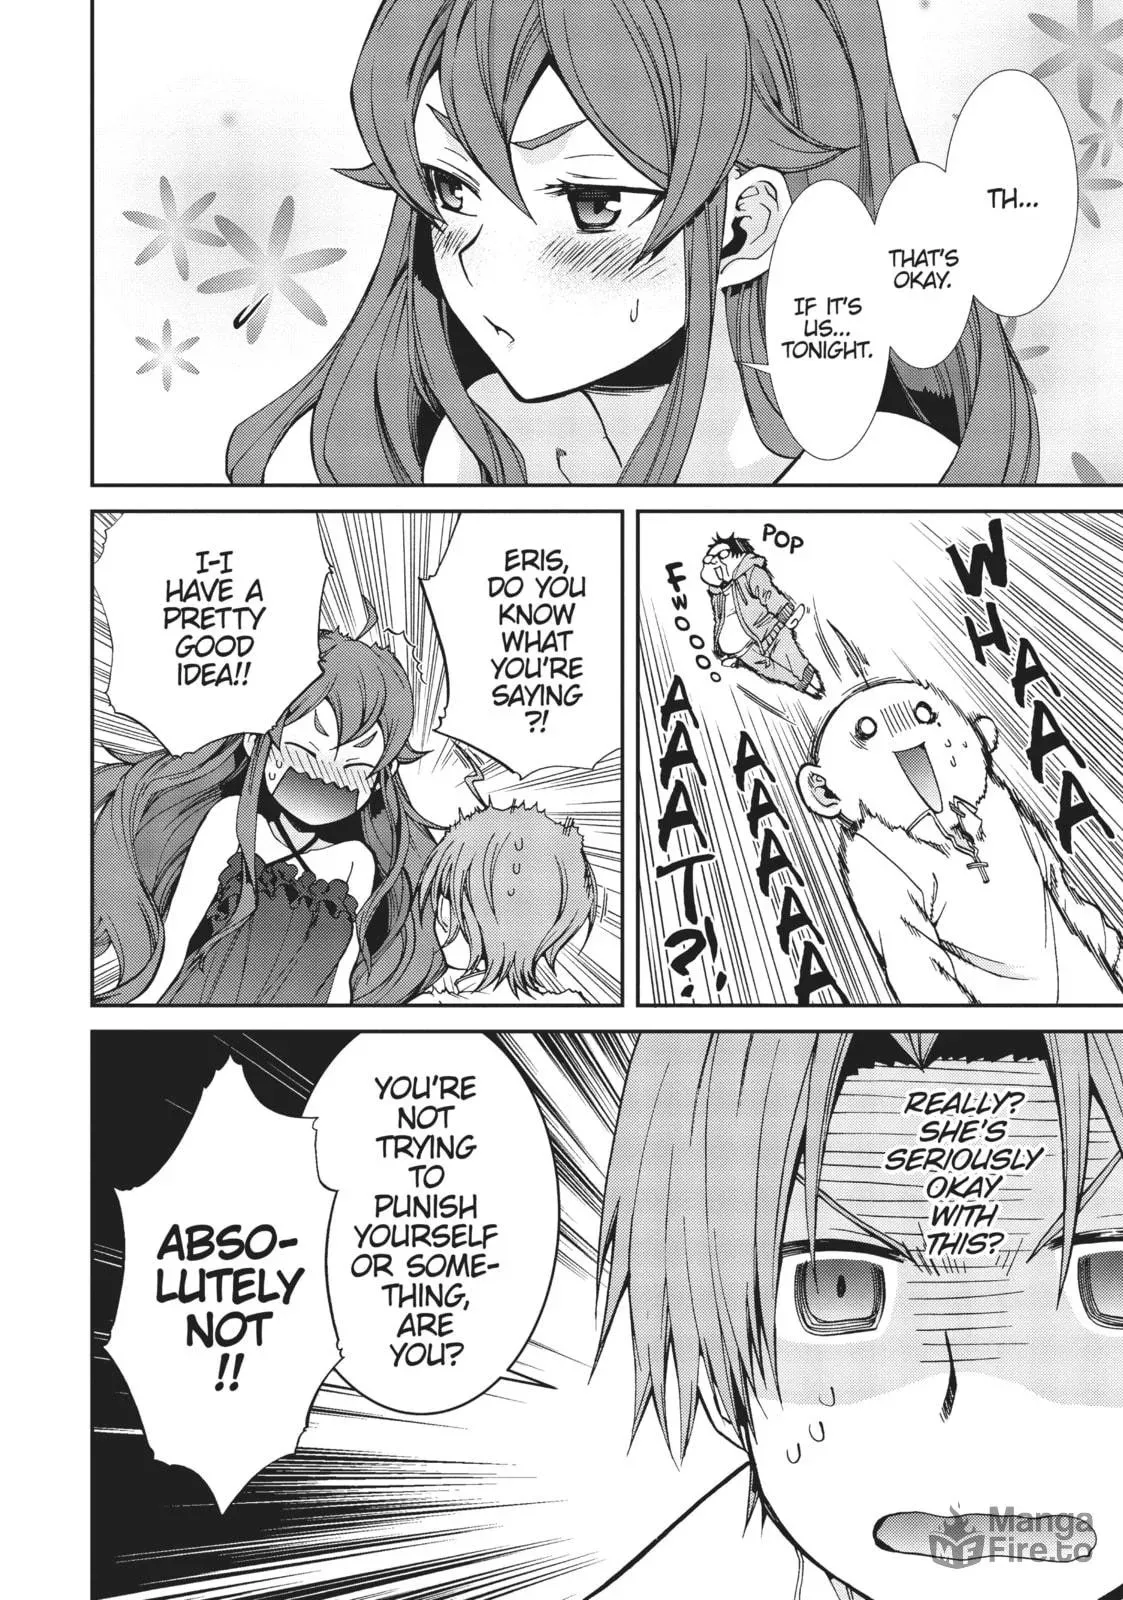 TH...
THAT'S
OKAY.
IF IT'S
US...
TONIGHT.
WHAAA
AAAAA
AAAT?!
POP
FWOOOO
ERIS,
DO YOU
KNOW
WHAT
YOU'RE
SAYING
?!
I-I
HAVE A
PRETTY
GOOD
IDEA!!
REALLY?
SHE'S
SERIOUSLY
OKAY
WITH
THIS?
YOU'RE
NOT
TRYING
TO
PUNISH
YOURSELF
OR SOME-
THING,
ARE
YOU?
ABSO-
LUTELY
NOT
!!
Manga
Fire.to